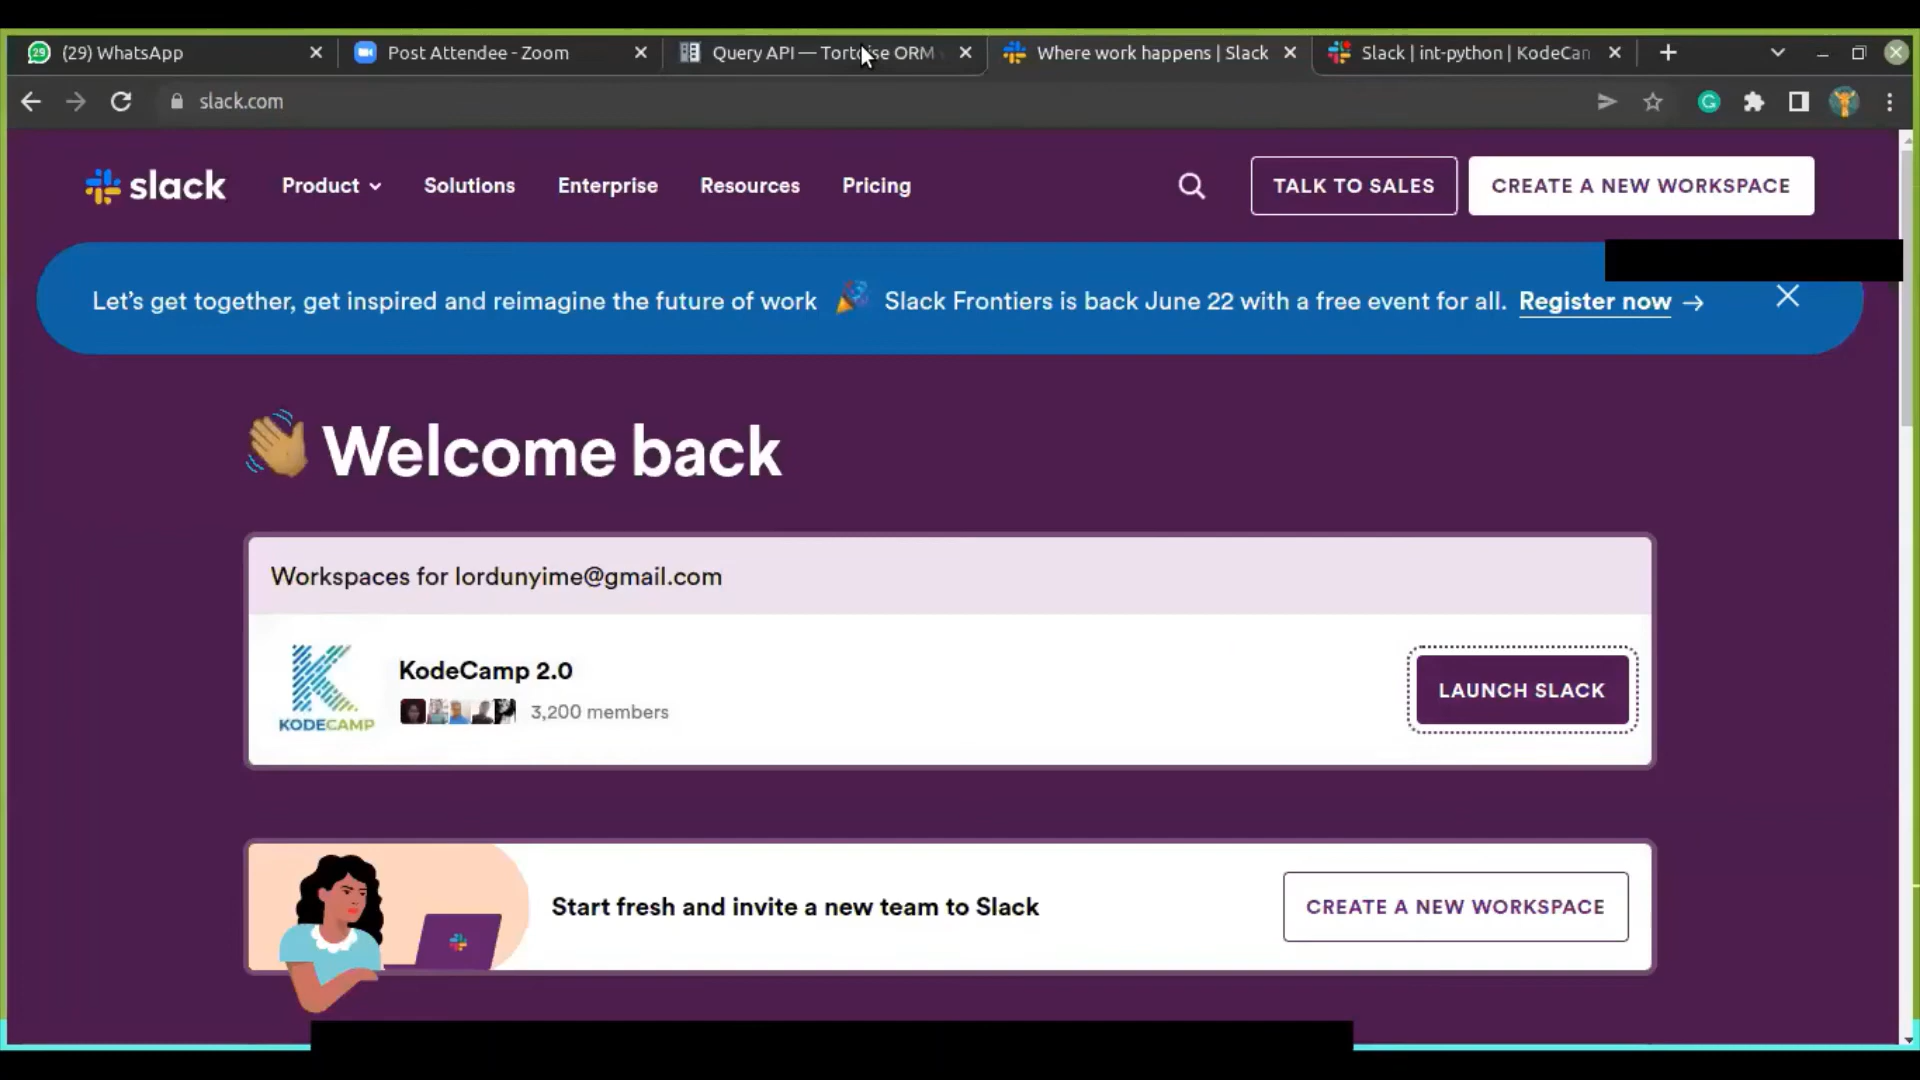 (29) WhatsApp
Post Attendee - Zoom
Query API — Tortoise ORM
Where work happens | Slack
Slack | int-python | KodeCan
slack.com
slack
Product
Solutions
Enterprise
Resources
Pricing
TALK TO SALES
CREATE A NEW WORKSPACE
Let's get together, get inspired and reimagine the future of work 🎉 Slack Frontiers is back June 22 with a free event for all. Register now →
Welcome back
Workspaces for lordunyime@gmail.com
KODECAMP
KodeCamp 2.0
3,200 members
LAUNCH SLACK
Start fresh and invite a new team to Slack
CREATE A NEW WORKSPACE